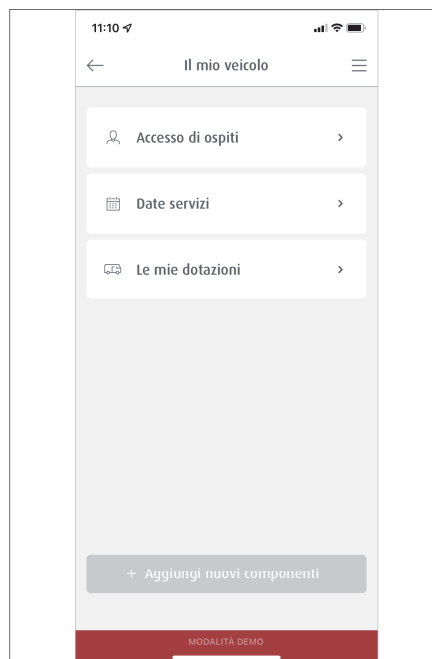 11:10
Il mio veicolo
Accesso di ospiti
Date servizi
Le mie dotazioni
+ Aggiungi nuovi componenti
MODALITÀ DEMO